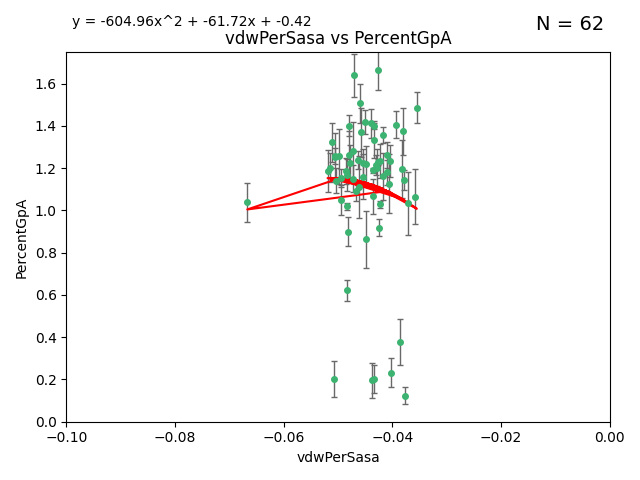 y = -604.96x^2 + -61.72x + -0.42
N = 62
vdwPerSasa vs PercentGpA
PercentGpA
1.6
1.4
1.2
1.0
0.8
0.6
0.4
0.2
0.0
−0.10 −0.08 −0.06 −0.04 −0.02 0.00
vdwPerSasa